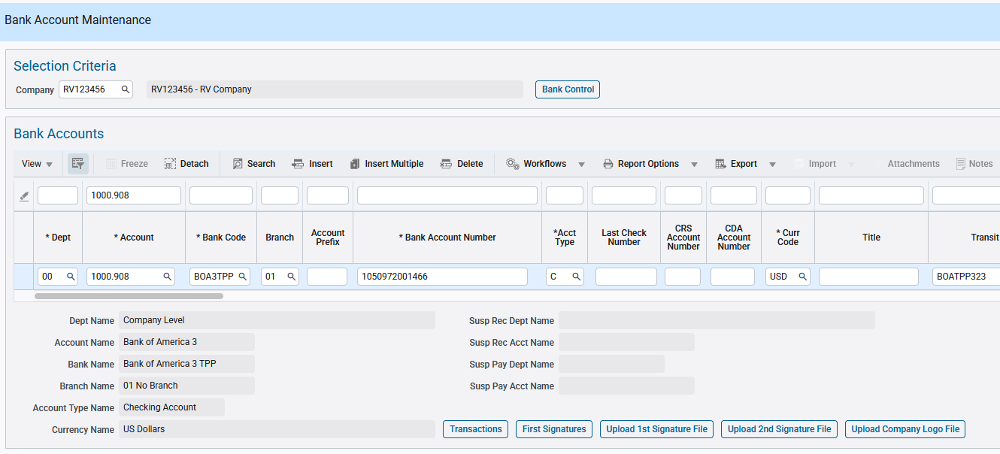 Bank Account Maintenance
Selection Criteria
Company RV123456 RV123456 - RV Company Bank Control
Bank Accounts
View Freeze Detach Search Insert Insert Multiple Delete Workflows Report Options Export Import Attachments Notes
1000.908
* Dept * Account * Bank Code Branch Account Prefix * Bank Account Number *Acct Type Last Check Number CRS Account Number CDA Account Number * Curr Code Title Transit
00 1000.908 BOA3TPP 01 1050972001466 C USD BOATPP323
Dept Name Company Level Susp Rec Dept Name
Account Name Bank of America 3 Susp Rec Acct Name
Bank Name Bank of America 3 TPP Susp Pay Dept Name
Branch Name 01 No Branch Susp Pay Acct Name
Account Type Name Checking Account
Currency Name US Dollars Transactions First Signatures Upload 1st Signature File Upload 2nd Signature File Upload Company Logo File